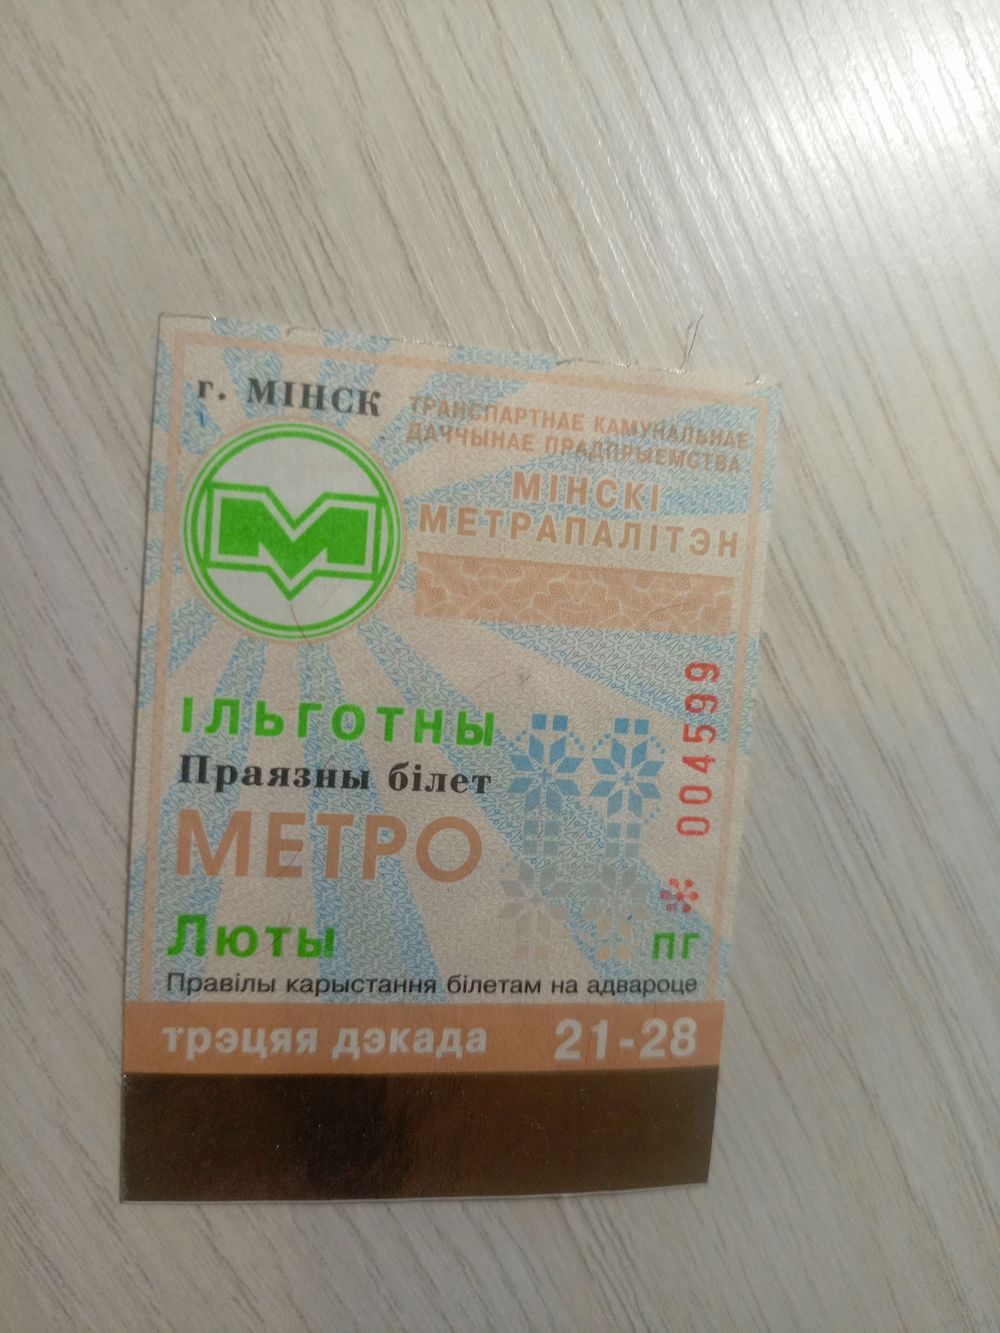 г. МІНСК
ТРАНСПАРТНАЕ КАМУНАЛЬНАЕ
ДАЧЧЫНАЕ ПРАДПРЫЕМСТВА
МІНСКІ
МЕТРАПАЛІТЭН
М
004599
ІЛЬГОТНЫ
Праязны білет
МЕТРО
Люты
ПГ
Правілы карыстання білетам на адвароце
трэцяя дэкада 21-28